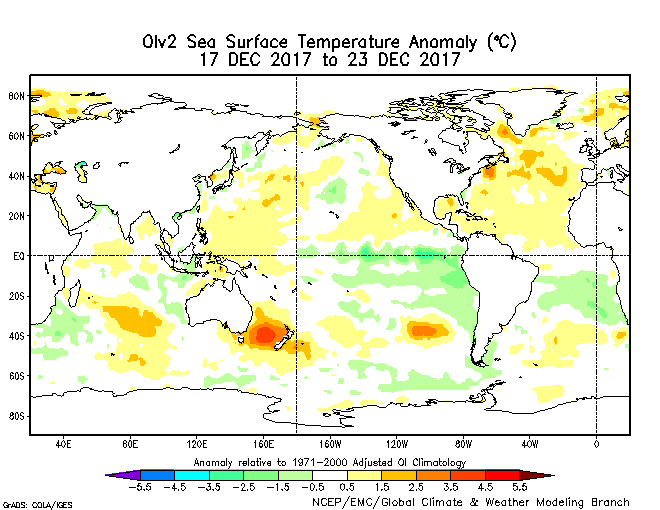 OIv2 Sea Surface Temperature Anomaly (°C)
17 DEC 2017 to 23 DEC 2017
80N
60N
40N
20N
EQ
20S
40S
60S
80S
40E 80E 120E 160E 160W 120W 80W 40W 0
Anomaly relative to 1971-2000 Adjusted OI Climatology
-5.5 -4.5 -3.5 -2.5 -1.5 -0.5 0.5 1.5 2.5 3.5 4.5 5.5
NCEP/EMC/Global Climate & Weather Modeling Branch
GrADS: COLA/IGES